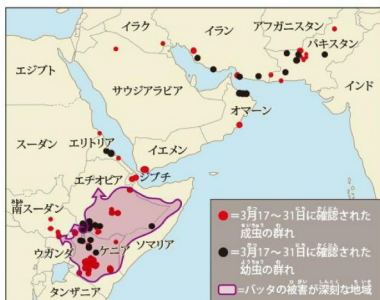 イラク
イラン
アフガニスタン
パキスタン
エジプト
サウジアラビア
インド
オマーン
スーダン
エリトリア
イエメン
ジブチ
エチオピア
南スーダン
ソマリア
ウガンダ
ケニア
タンザニア
=3月17〜31日に確認された
成虫の群れ
=3月17〜31日に確認された
幼虫の群れ
=バッタの被害が深刻な地域